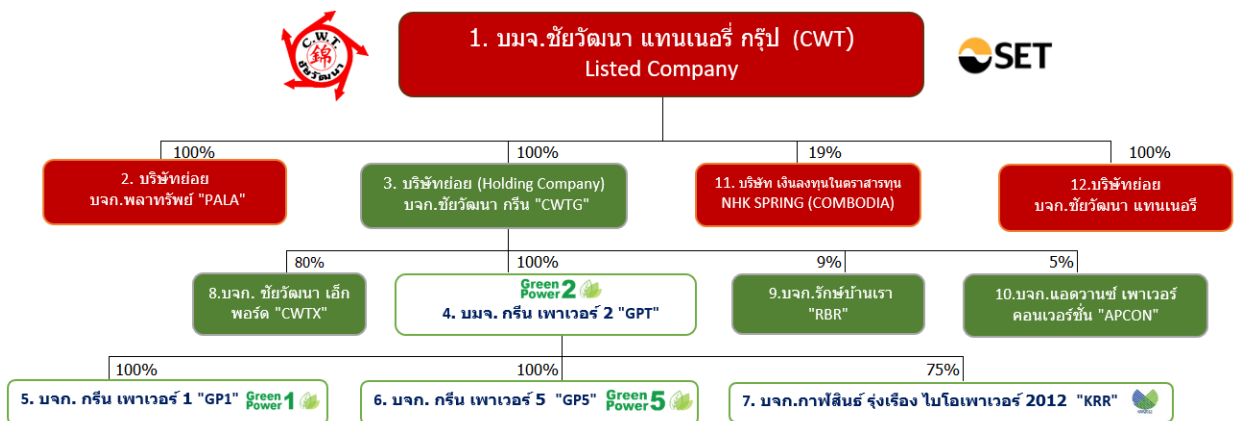 C.W.T.
錦
ชัยวัฒนา
1. บมจ.ชัยวัฒนา แทนเนอรี่ กรุ๊ป (CWT)
Listed Company
SET
100%
100%
19%
100%
2. บริษัทย่อย
บจก.พลาทรัพย์ "PALA"
3. บริษัทย่อย (Holding Company)
บจก.ชัยวัฒนา กรีน "CWTG"
11. บริษัท เงินลงทุนในตราสารทุน
NHK SPRING (COMBODIA)
12.บริษัทย่อย
บจก.ชัยวัฒนา แทนเนอรี
80%
100%
9%
5%
8.บจก. ชัยวัฒนา เอ็ก
พอร์ต "CWTX"
Green
Power 2
4. บมจ. กรีน เพาเวอร์ 2 "GPT"
9.บจก.รักษ์บ้านเรา
"RBR"
10.บจก.แอดวานซ์ เพาเวอร์
คอนเวอร์ชั่น "APCON"
100%
100%
75%
5. บจก. กรีน เพาเวอร์ 1 "GP1"
Green
Power 1
6. บจก. กรีน เพาเวอร์ 5 "GP5"
Green
Power 5
7. บจก.กาฬสินธุ์ รุ่งเรือง ไบโอเพาเวอร์ 2012 "KRR"